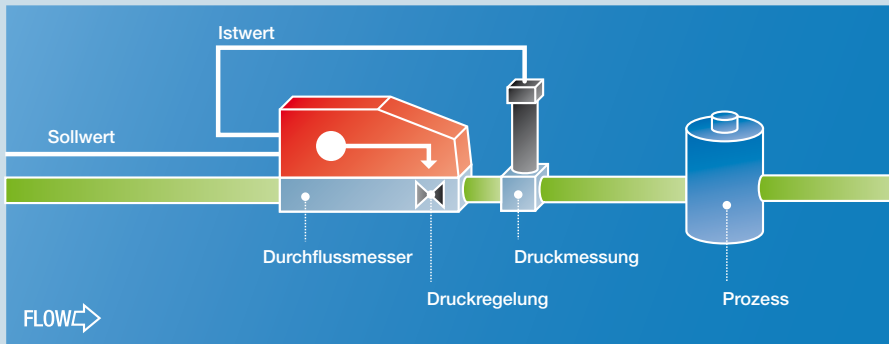 Istwert
Sollwert
Durchflussmesser
Druckmessung
Druckregelung
Prozess
FLOW